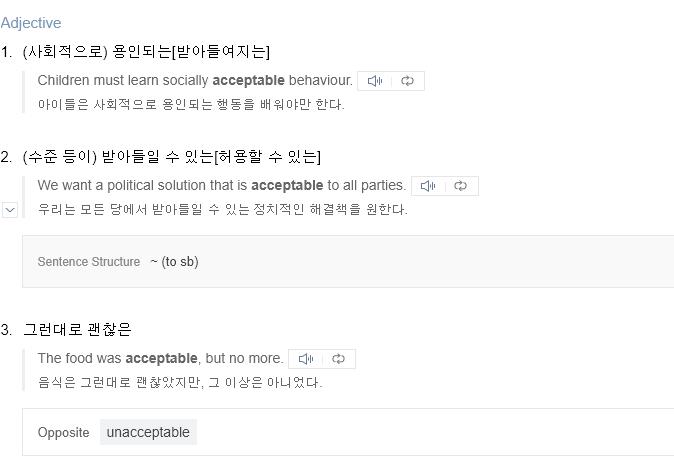 Adjective
1. (사회적으로) 용인되는[받아들여지는]
Children must learn socially acceptable behaviour.
아이들은 사회적으로 용인되는 행동을 배워야만 한다.
2. (수준 등이) 받아들일 수 있는[허용할 수 있는]
We want a political solution that is acceptable to all parties.
우리는 모든 당에서 받아들일 수 있는 정치적인 해결책을 원한다.
Sentence Structure ~ (to sb)
3. 그런대로 괜찮은
The food was acceptable, but no more.
음식은 그런대로 괜찮았지만, 그 이상은 아니었다.
Opposite unacceptable